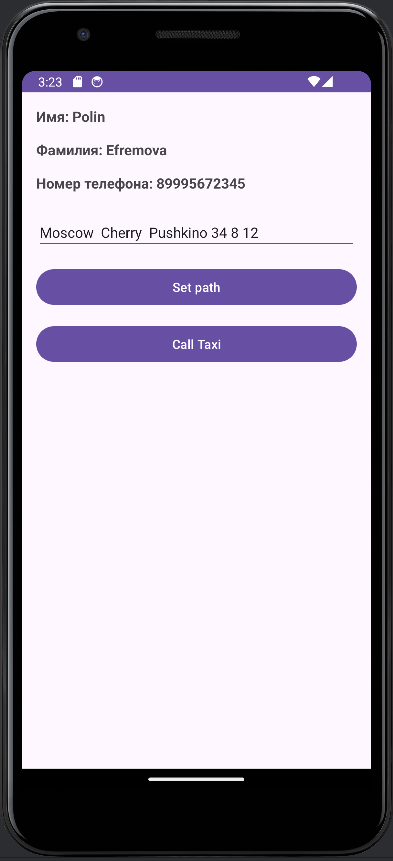 3:23
Имя: Polin
Фамилия: Efremova
Номер телефона: 89995672345
Moscow  Cherry  Pushkino 34 8 12
Set path
Call Taxi